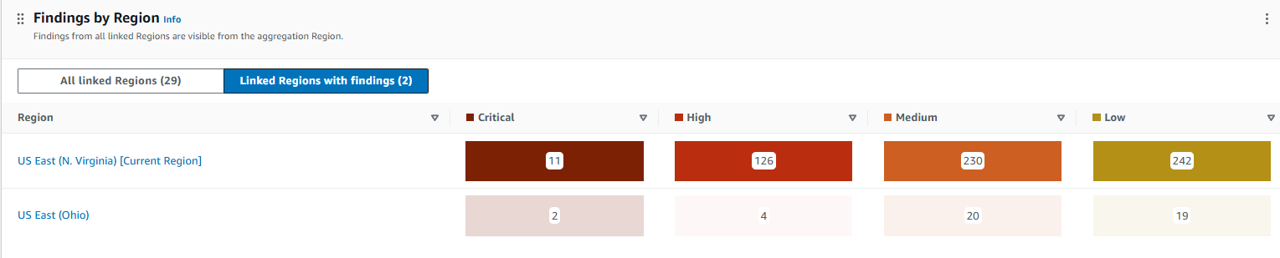 Findings by Region Info
Findings from all linked Regions are visible from the aggregation Region.
All linked Regions (29) Linked Regions with findings (2)
Region Critical High Medium Low
US East (N. Virginia) [Current Region] 11 126 230 242
US East (Ohio) 2 4 20 19